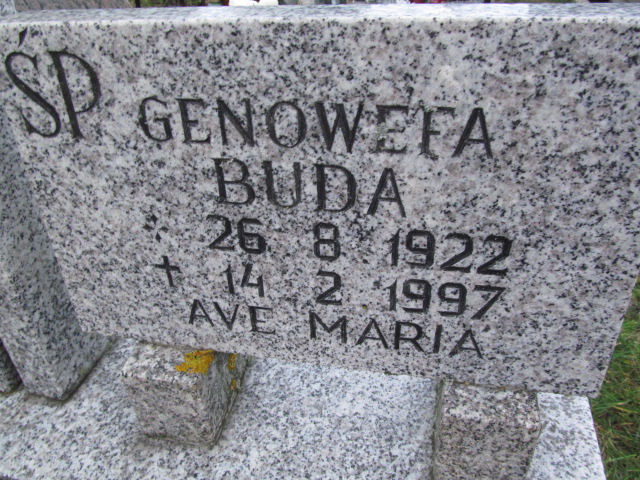 ŚP GENOWEFA
BUDA
* 26 8 1922
+ 14 2 1997
AVE MARIA